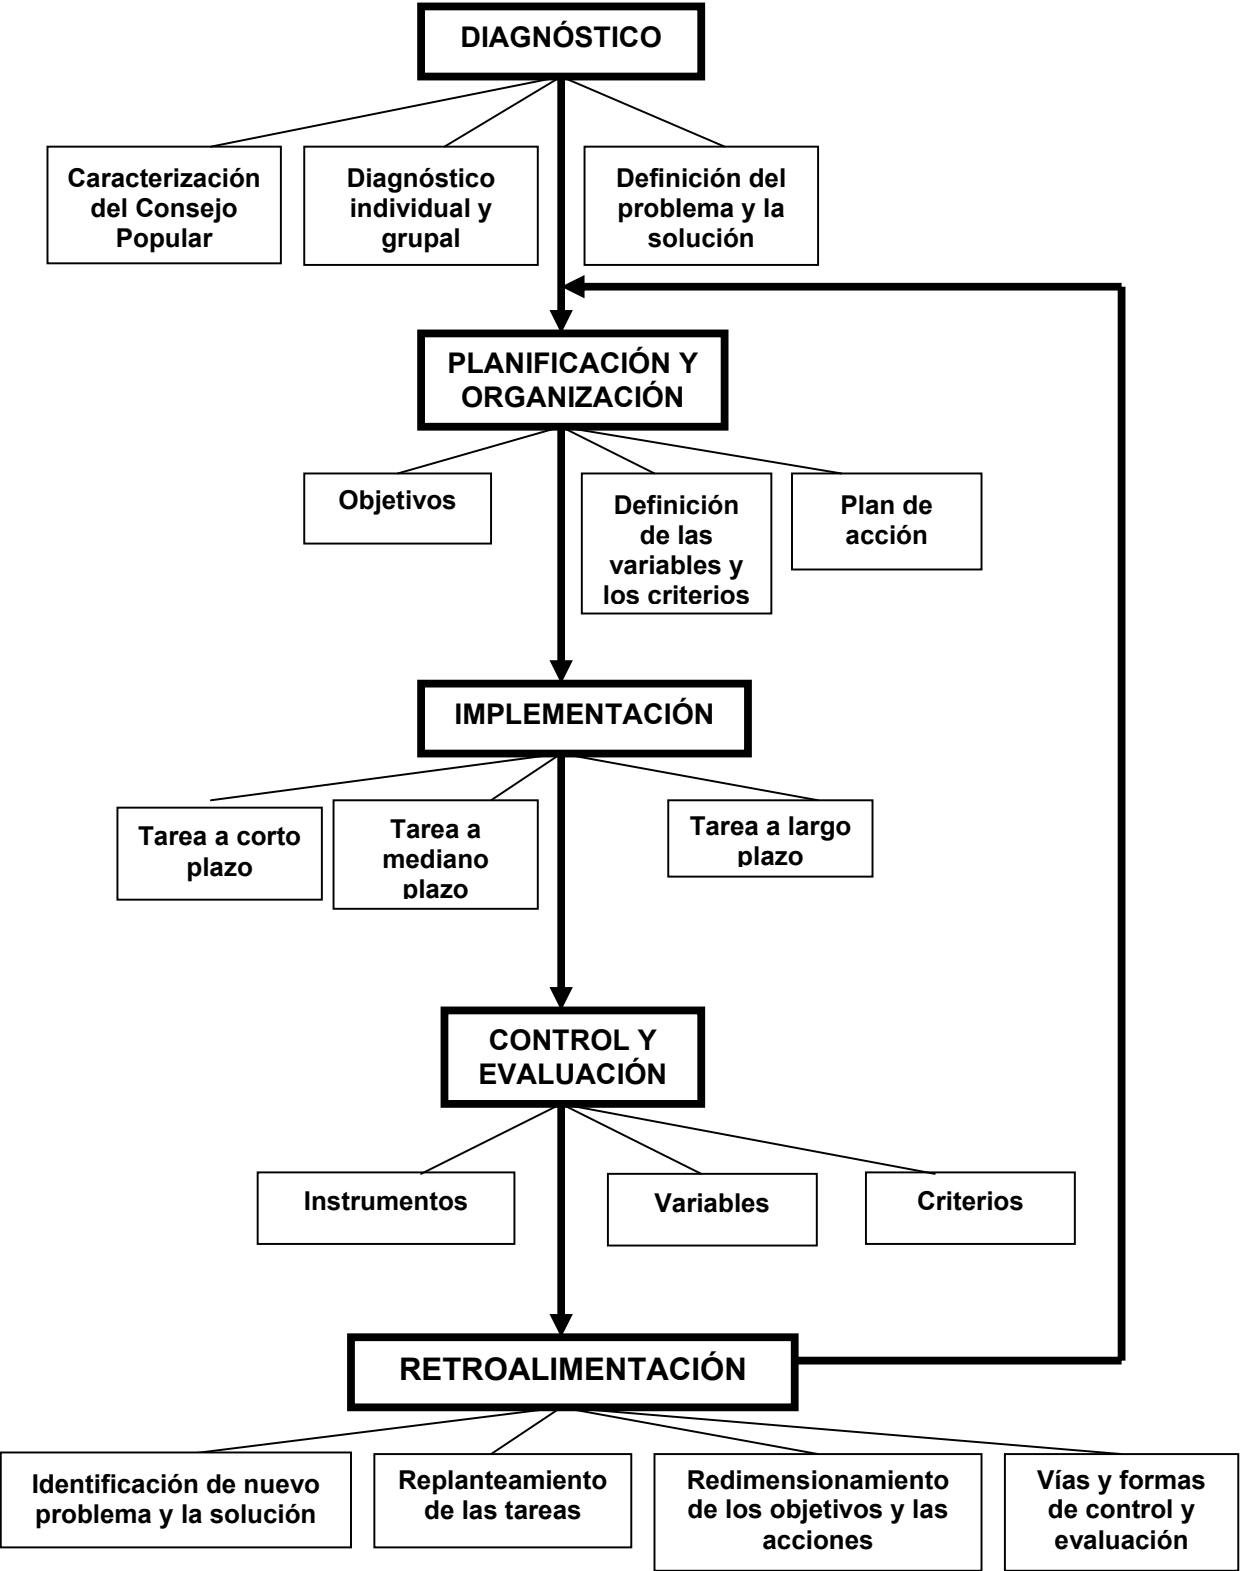 DIAGNÓSTICO
Caracterización
del Consejo
Popular
Diagnóstico
individual y
grupal
Definición del
problema y la
solución
PLANIFICACIÓN Y
ORGANIZACIÓN
Objetivos
Definición
de las
variables y
los criterios
Plan de
acción
IMPLEMENTACIÓN
Tarea a corto
plazo
Tarea a
mediano
plazo
Tarea a largo
plazo
CONTROL Y
EVALUACIÓN
Instrumentos
Variables
Criterios
RETROALIMENTACIÓN
Identificación de nuevo
problema y la solución
Replanteamiento
de las tareas
Redimensionamiento
de los objetivos y las
acciones
Vías y formas
de control y
evaluación